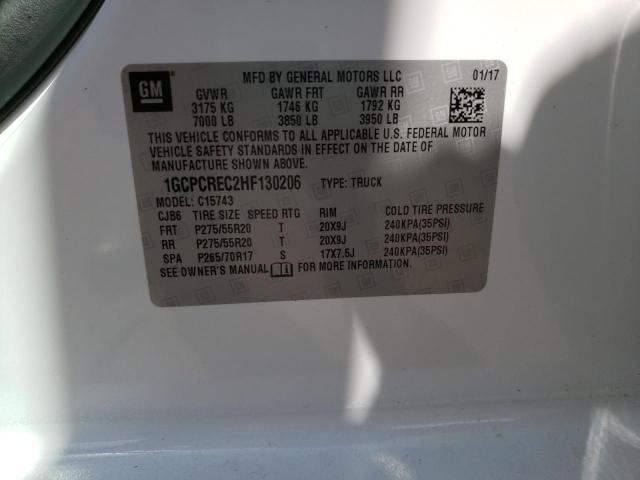 GM
MFD BY GENERAL MOTORS LLC 01/17
GVWR GAWR FRT GAWR RR
3175 KG 1746 KG 1792 KG
7000 LB 3850 LB 3950 LB
THIS VEHICLE CONFORMS TO ALL APPLICABLE U.S. FEDERAL MOTOR
VEHICLE SAFETY STANDARDS IN EFFECT ON THE DATE OF
MANUFACTURE SHOWN ABOVE.
1GCPCREC2HF130206 TYPE: TRUCK
MODEL: C15743
CJB6 TIRE SIZE SPEED RTG RIM COLD TIRE PRESSURE
FRT P275/55R20 T 20X9J 240KPA(35PSI)
RR P275/55R20 T 20X9J 240KPA(35PSI)
SPA P265/70R17 S 17X7.5J 240KPA(35PSI)
SEE OWNER'S MANUAL FOR MORE INFORMATION.